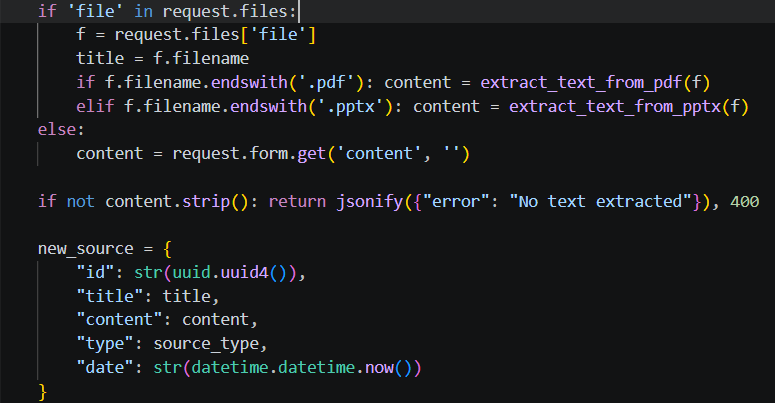 if 'file' in request.files:
    f = request.files['file']
    title = f.filename
    if f.filename.endswith('.pdf'): content = extract_text_from_pdf(f)
    elif f.filename.endswith('.pptx'): content = extract_text_from_pptx(f)
else:
    content = request.form.get('content', '')

if not content.strip(): return jsonify({"error": "No text extracted"}), 400

new_source = {
    "id": str(uuid.uuid4()),
    "title": title,
    "content": content,
    "type": source_type,
    "date": str(datetime.datetime.now())
}